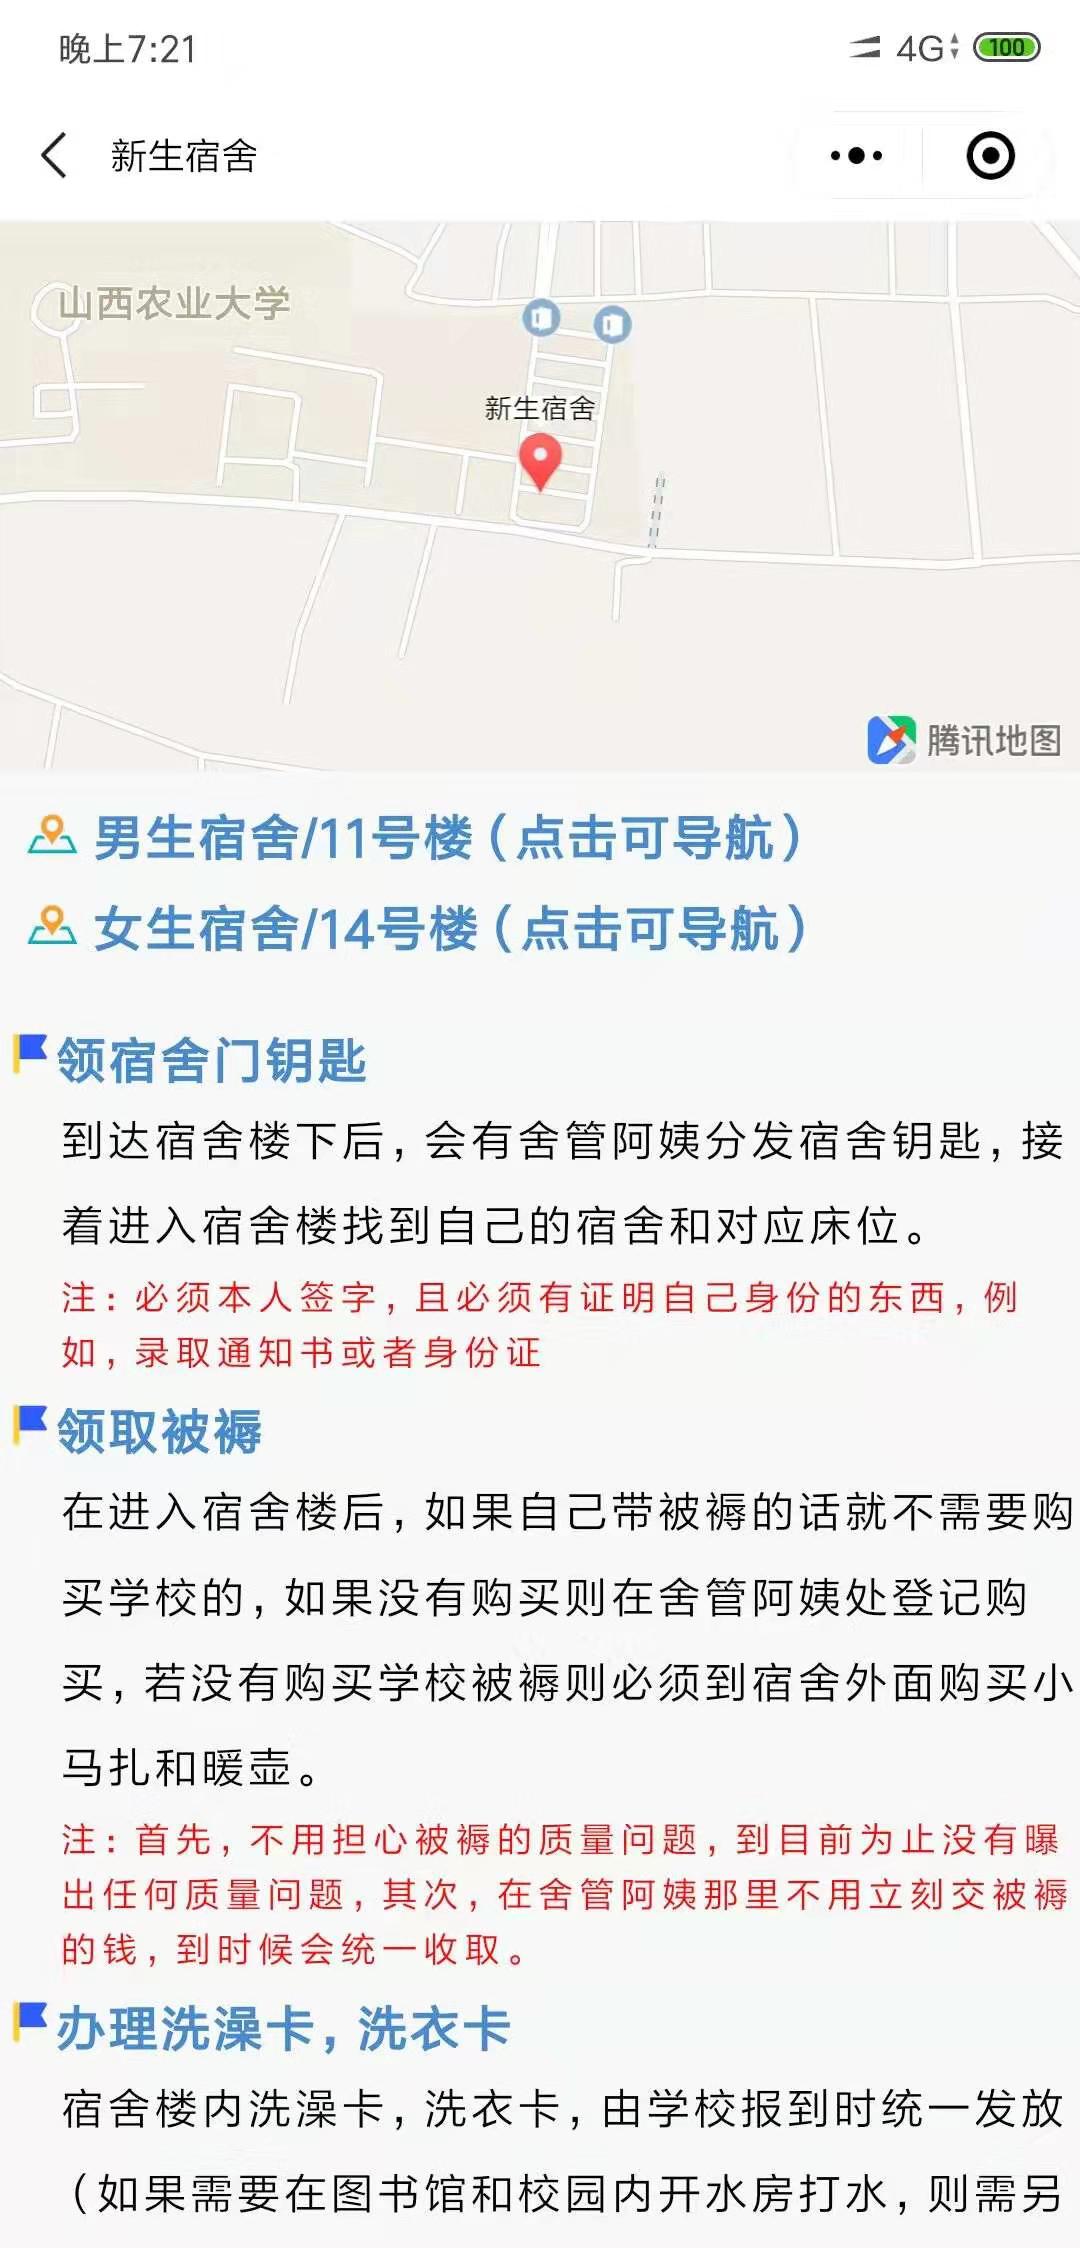 晚上7:21
4G
100
新生宿舍
山西农业大学
新生宿舍
腾讯地图
男生宿舍/11号楼（点击可导航）
女生宿舍/14号楼（点击可导航）
领宿舍门钥匙
到达宿舍楼下后,会有舍管阿姨分发宿舍钥匙,接
着进入宿舍楼找到自己的宿舍和对应床位。
注：必须本人签字,且必须有证明自己身份的东西,例
如,录取通知书或者身份证
领取被褥
在进入宿舍楼后,如果自己带被褥的话就不需要购
买学校的,如果没有购买则在舍管阿姨处登记购
买,若没有购买学校被褥则必须到宿舍外面购买小
马扎和暖壶。
注：首先,不用担心被褥的质量问题,到目前为止没有曝
出任何质量问题,其次,在舍管阿姨那里不用立刻交被褥
的钱,到时候会统一收取。
办理洗澡卡,洗衣卡
宿舍楼内洗澡卡,洗衣卡,由学校报到时统一发放
（如果需要在图书馆和校园内开水房打水,则需另